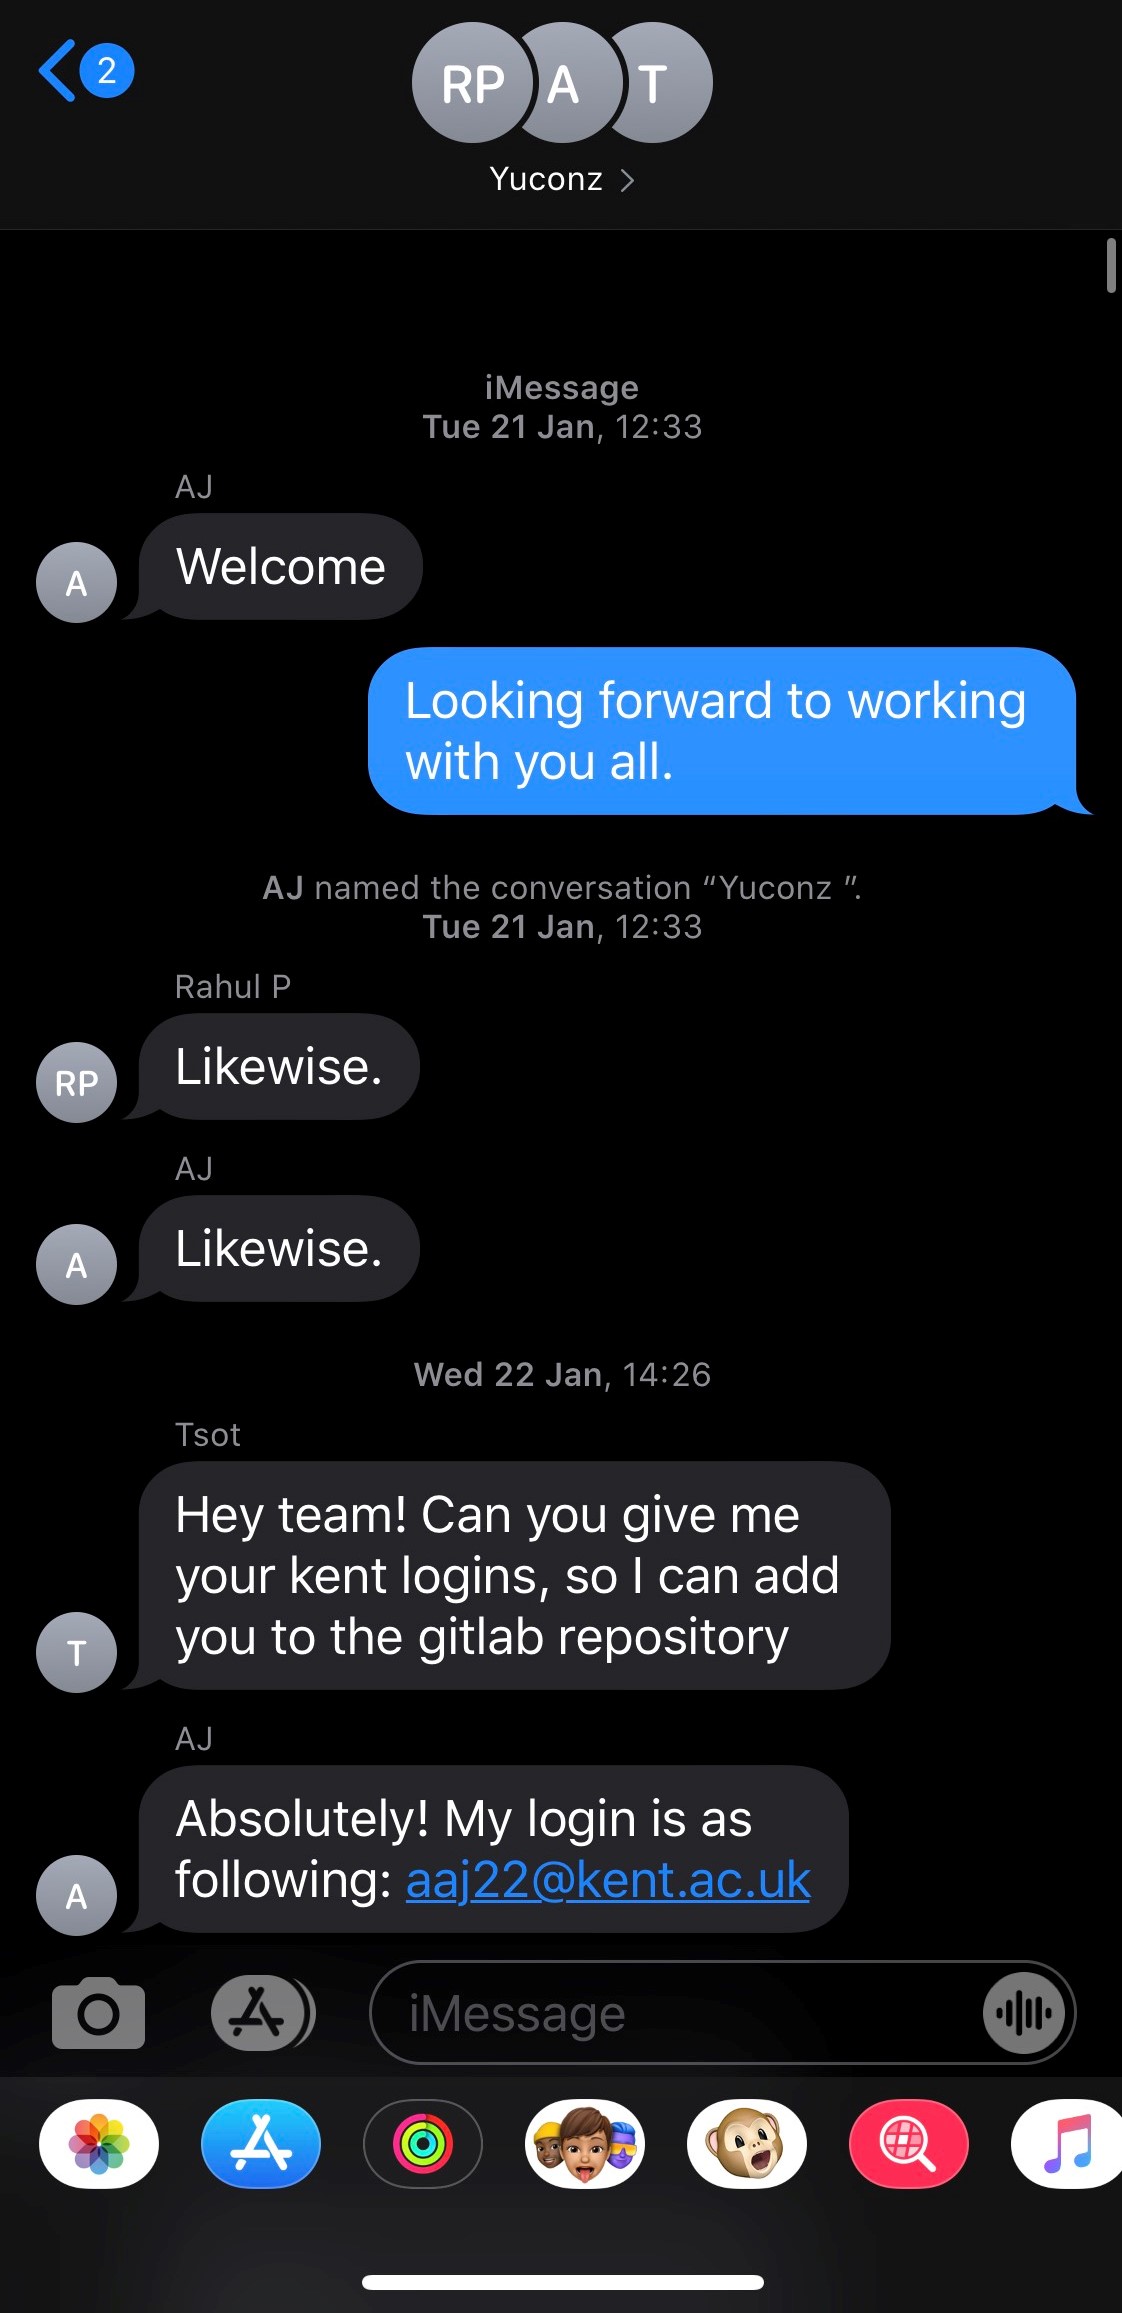 2
RP A T
Yuconz
iMessage
Tue 21 Jan, 12:33
AJ
A
Welcome
Looking forward to working
with you all.
AJ named the conversation “Yuconz ”.
Tue 21 Jan, 12:33
Rahul P
RP
Likewise.
AJ
A
Likewise.
Wed 22 Jan, 14:26
Tsot
Hey team! Can you give me
your kent logins, so I can add
you to the gitlab repository
T
AJ
Absolutely! My login is as
following: aaj22@kent.ac.uk
A
iMessage